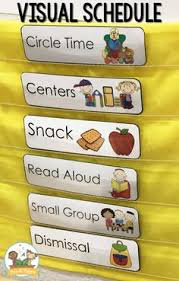 VISUAL SCHEDULE
Circle Time
Centers
Snack
Read Aloud
Small Group
Dismissal